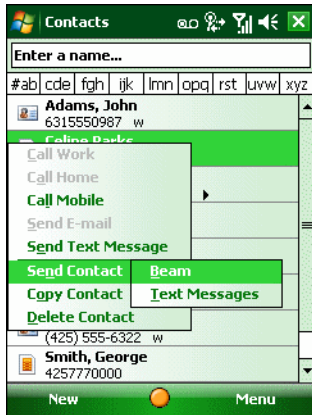 Contacts
Enter a name...
#ab cde fgh ijk lmn opq rst uvw xyz
Adams, John
6315550987 w
Celine Parks
Call Work
Call Home
Call Mobile
Send E-mail
Send Text Message
Send Contact Beam
Copy Contact Text Messages
Delete Contact
(425) 555-6322 w
Smith, George
4257770000
New Menu